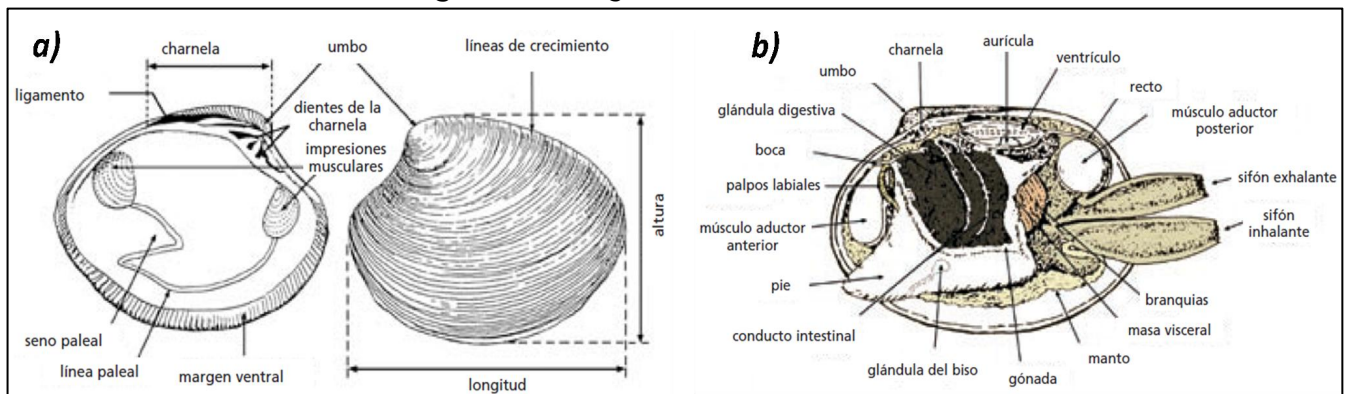 a)
charnela
umbo
líneas de crecimiento
ligamento
dientes de la
charnela
impresiones
musculares
altura
seno paleal
línea paleal
margen ventral
longitud
b)
charnela
aurícula
ventrículo
umbo
recto
glándula digestiva
músculo aductor
posterior
boca
palpos labiales
sifón exhalante
músculo aductor
anterior
sifón
inhalante
pie
branquias
conducto intestinal
masa visceral
glándula del biso
gónada
manto